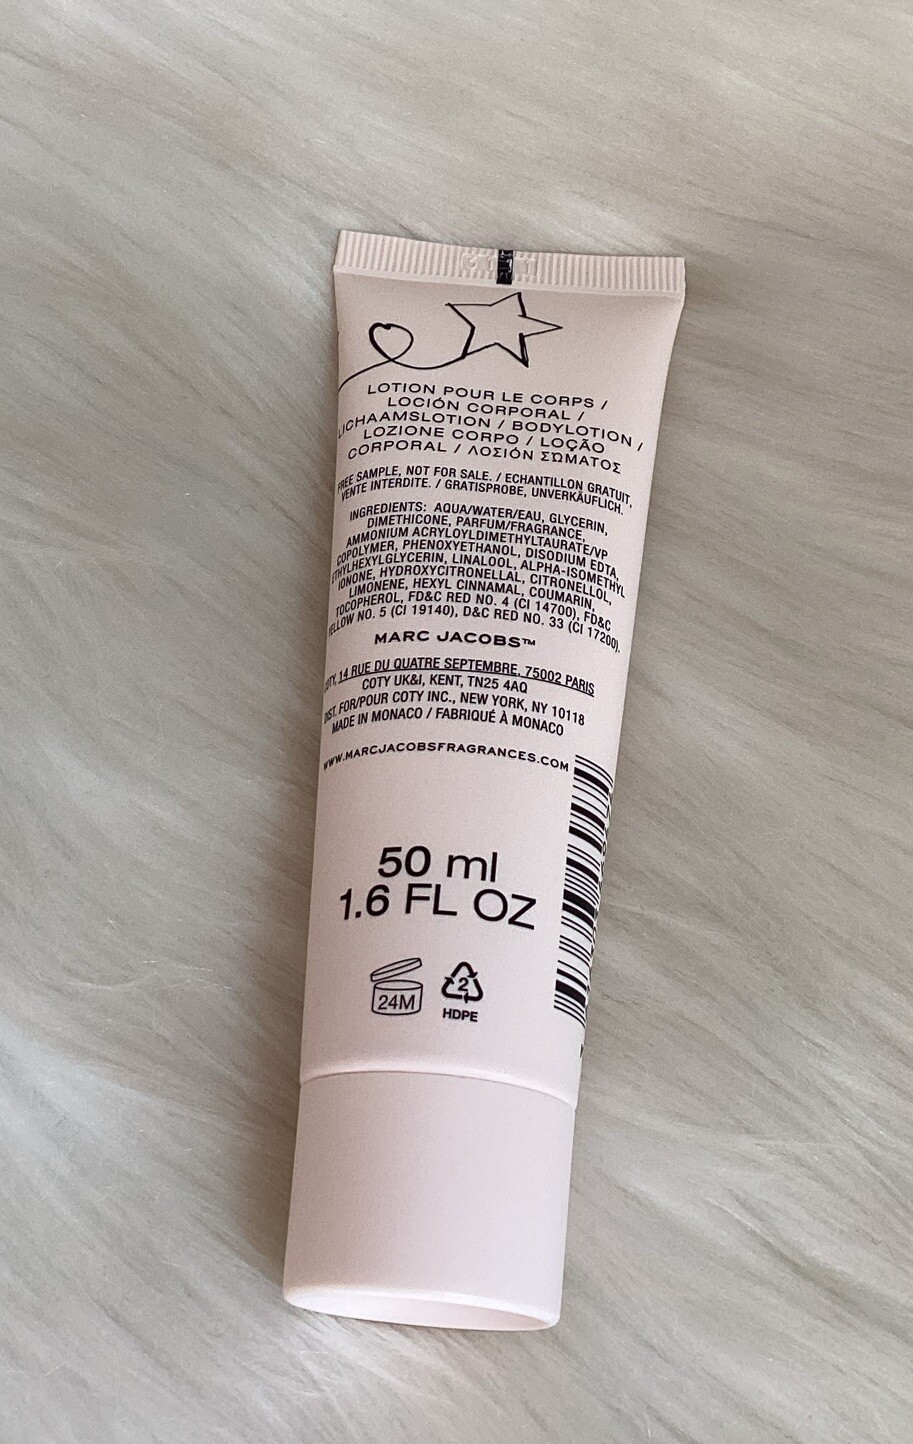 LOTION POUR LE CORPS /
LOCIÓN CORPORAL /
LICHAAMSLOTION / BODYLOTION /
LOZIONE CORPO / LOÇÃO
CORPORAL / ΛΟΣΙΌΝ ΣΏΜΑΤΟΣ
FREE SAMPLE, NOT FOR SALE. / ECHANTILLON GRATUIT,
VENTE INTERDITE. / GRATISPROBE, UNVERKÄUFLICH.
INGREDIENTS: AQUA/WATER/EAU, GLYCERIN,
DIMETHICONE, PARFUM/FRAGRANCE,
AMMONIUM ACRYLOYLDIMETHYLTAURATE/VP
COPOLYMER, PHENOXYETHANOL, DISODIUM EDTA,
ETHYLHEXYLGLYCERIN, LINALOOL, ALPHA-ISOMETHYL
IONONE, HYDROXYCITRONELLAL, CITRONELLOL,
LIMONENE, HEXYL CINNAMAL, COUMARIN,
TOCOPHEROL, FD&C RED NO. 4 (CI 14700), FD&C
YELLOW NO. 5 (CI 19140), D&C RED NO. 33 (CI 17200).
MARC JACOBS™
COTY, 14 RUE DU QUATRE SEPTEMBRE, 75002 PARIS
COTY UK&I, KENT, TN25 4AQ
DIST. FOR/POUR COTY INC., NEW YORK, NY 10118
MADE IN MONACO / FABRIQUÉ À MONACO
WWW.MARCJACOBSFRAGRANCES.COM
50 ml
1.6 FL OZ
24M
2
HDPE